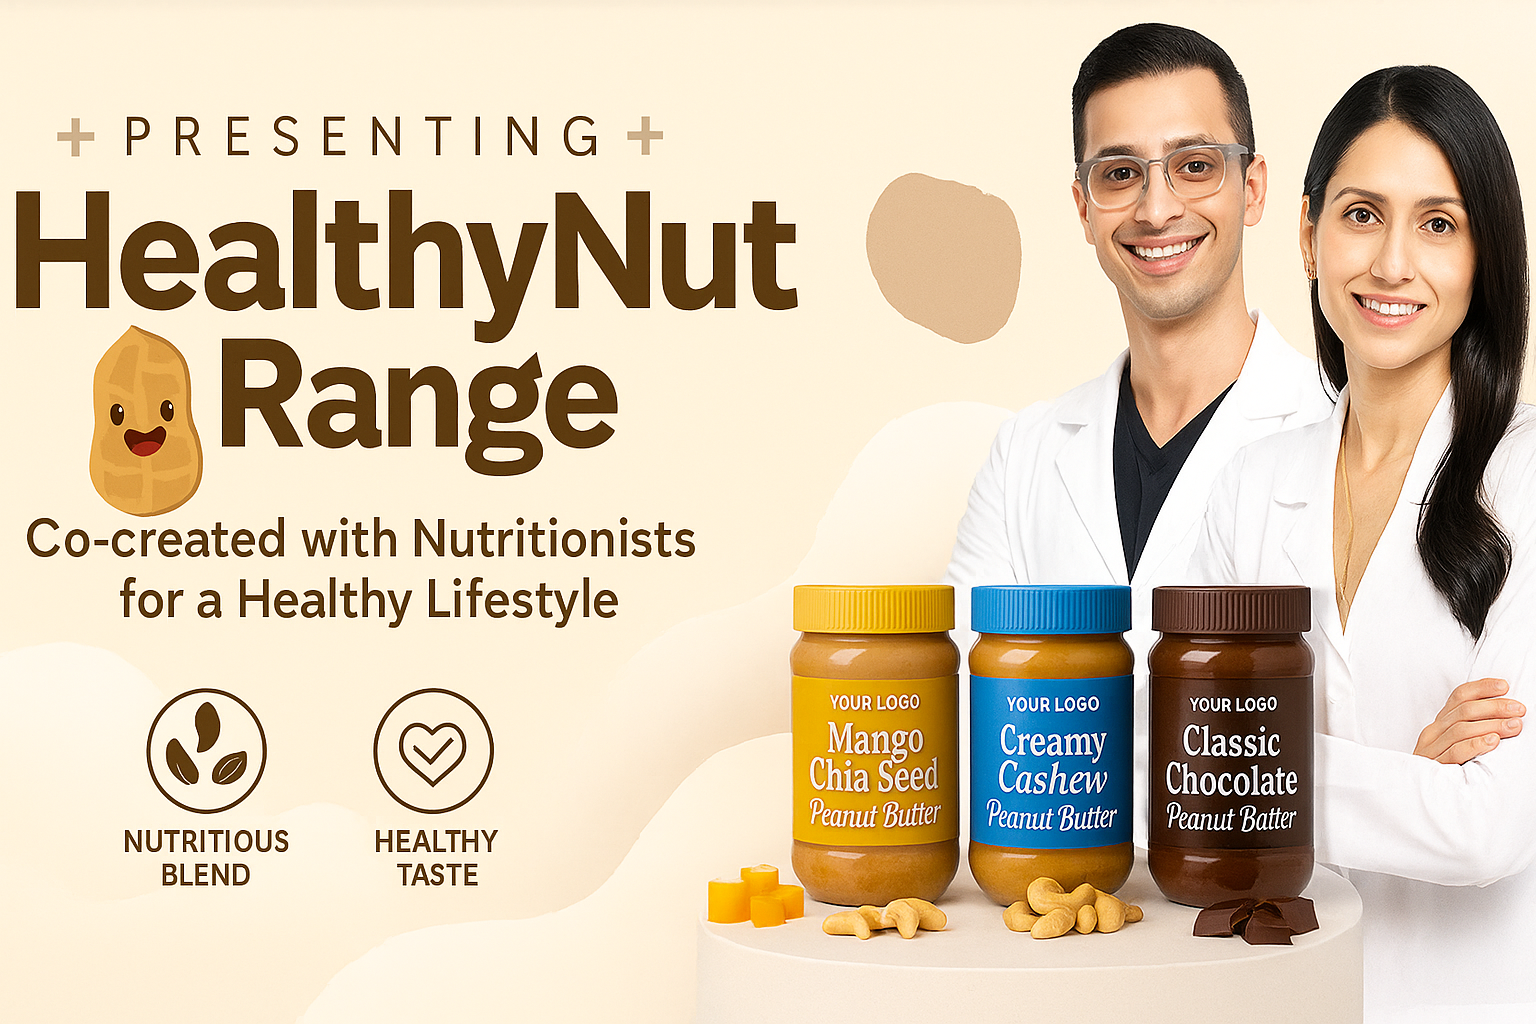 PRESENTING
HealthyNut
Range
Co-created with Nutritionists
for a Healthy Lifestyle
NUTRITIOUS
BLEND
HEALTHY
TASTE
YOUR LOGO
Mango
Chia Seed
Peanut Butter
YOUR LOGO
Creamy
Cashew
Peanut Butter
YOUR LOGO
Classic
Chocolate
Peanut Batter